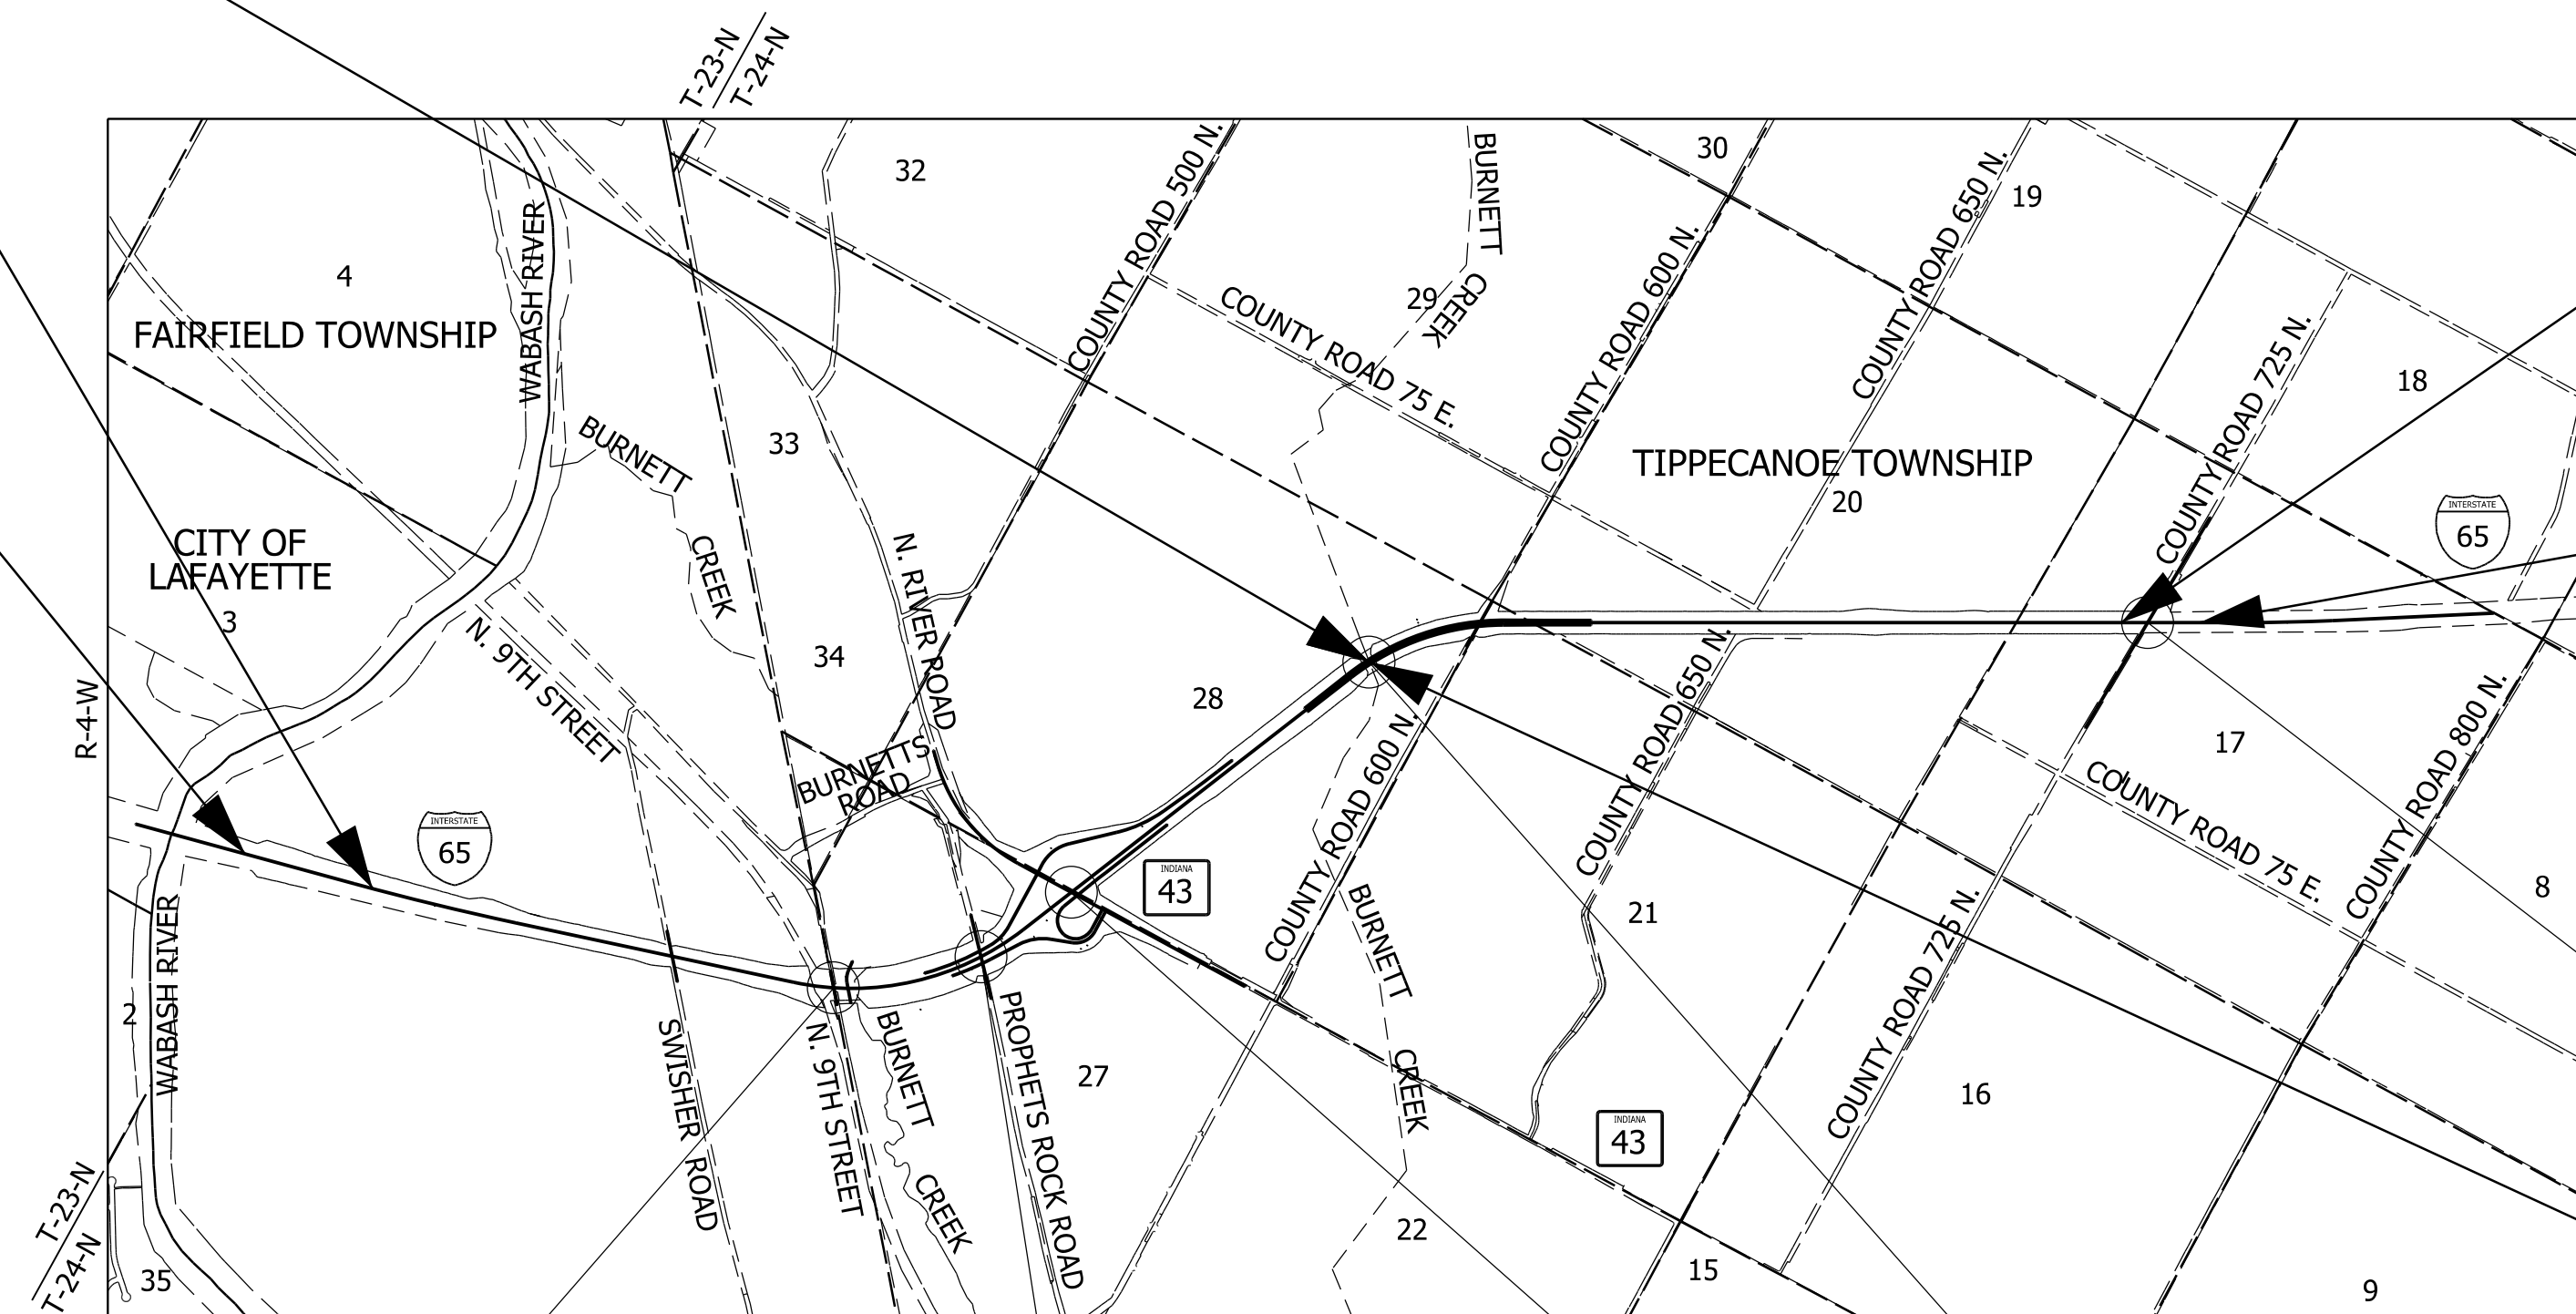 T-23-N
T-24-N
32
30
19
BURNETT
CREEK
29
COUNTY ROAD 500 N.
COUNTY ROAD 600 N.
COUNTY ROAD 650 N.
COUNTY ROAD 725 N.
4
FAIRFIELD TOWNSHIP
WABASH RIVER
COUNTY ROAD 75 E.
18
33
BURNETT
CREEK
TIPPECANOE TOWNSHIP
20
INTERSTATE
65
CITY OF
LAFAYETTE
3
N. 9TH STREET
N. RIVER ROAD
34
28
R-4-W
BURNETTS
ROAD
COUNTY ROAD 600 N.
COUNTY ROAD 650 N.
17
COUNTY ROAD 75 E.
COUNTY ROAD 800 N.
INTERSTATE
65
INDIANA
43
BURNETT
CREEK
21
COUNTY ROAD 725 N.
8
2
WABASH RIVER
SWISHER ROAD
N. 9TH STREET
BURNETT
CREEK
PROPHETS ROCK ROAD
27
16
INDIANA
43
T-23-N
T-24-N
35
22
15
9